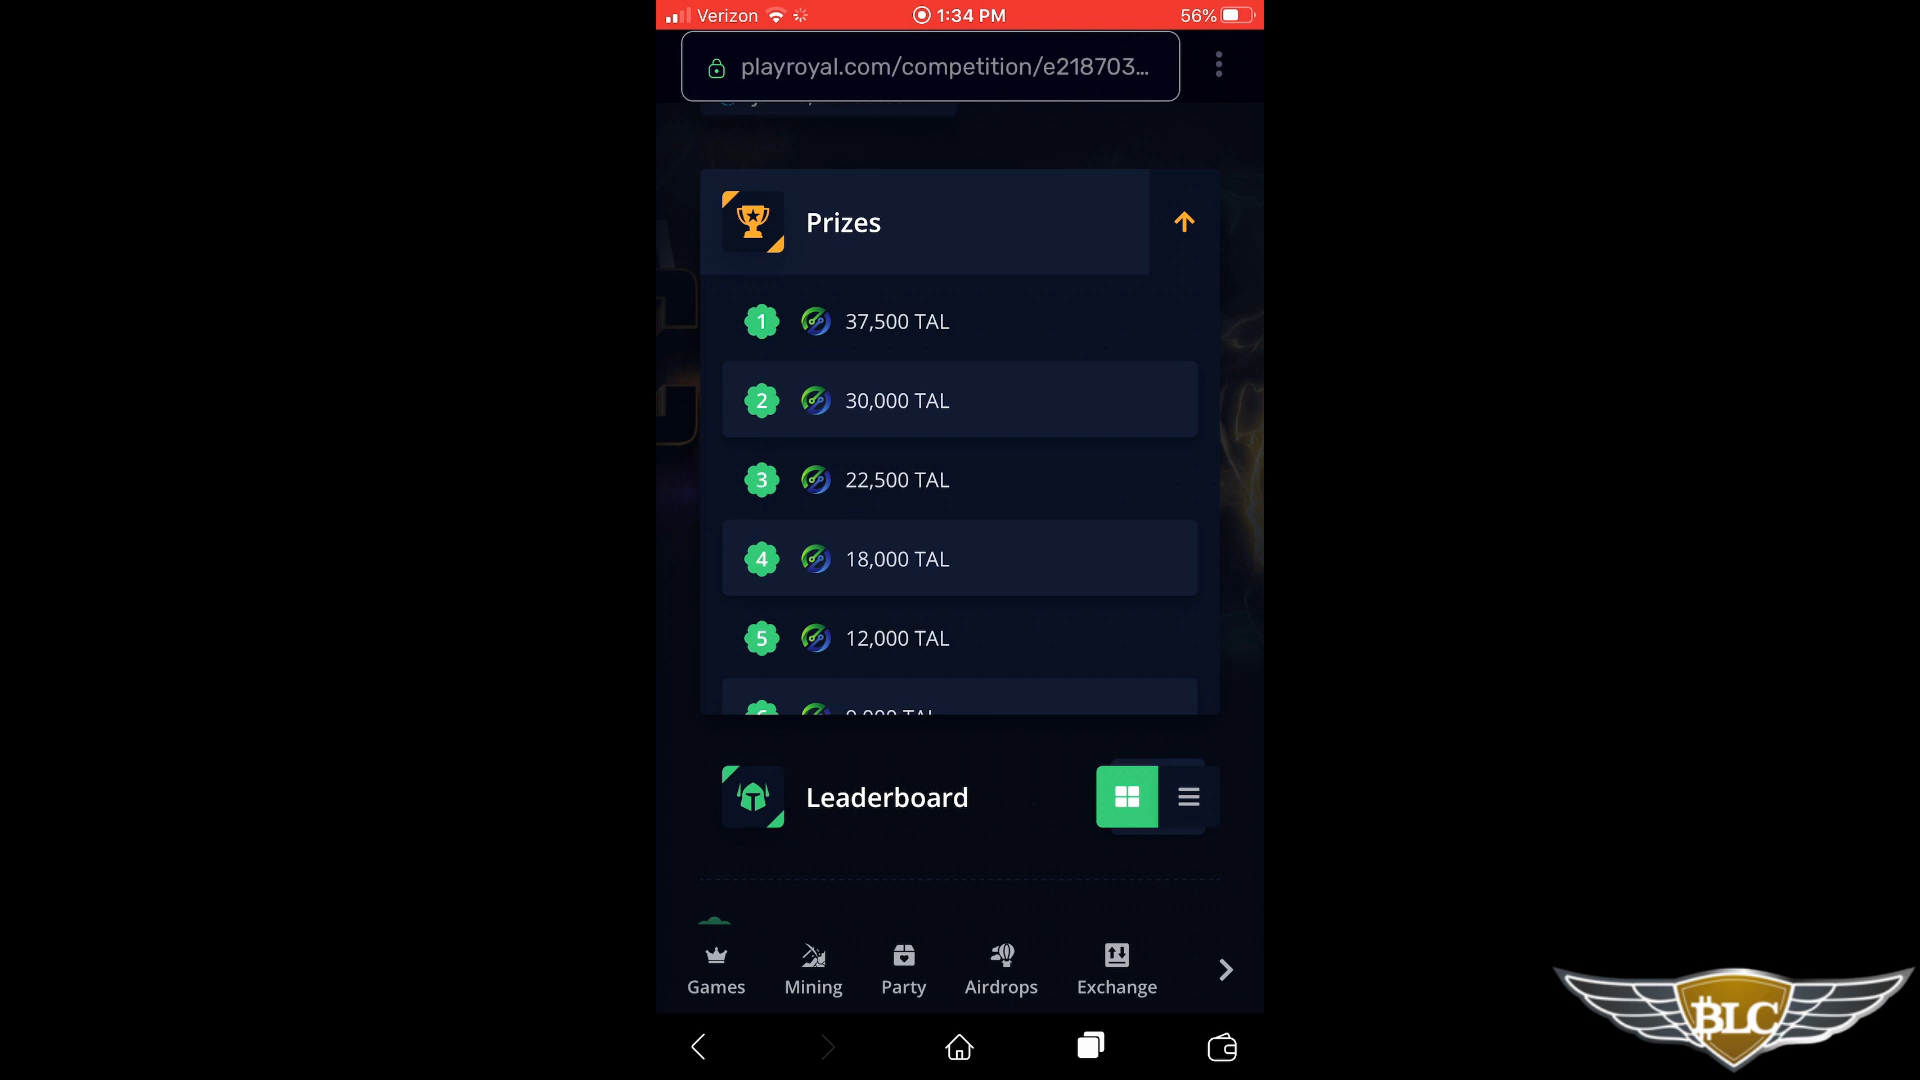 Verizon 1:34 PM 56%
playroyal.com/competition/e218703...
Prizes
1 37,500 TAL
2 30,000 TAL
3 22,500 TAL
4 18,000 TAL
5 12,000 TAL
Leaderboard
Games Mining Party Airdrops Exchange
BLC